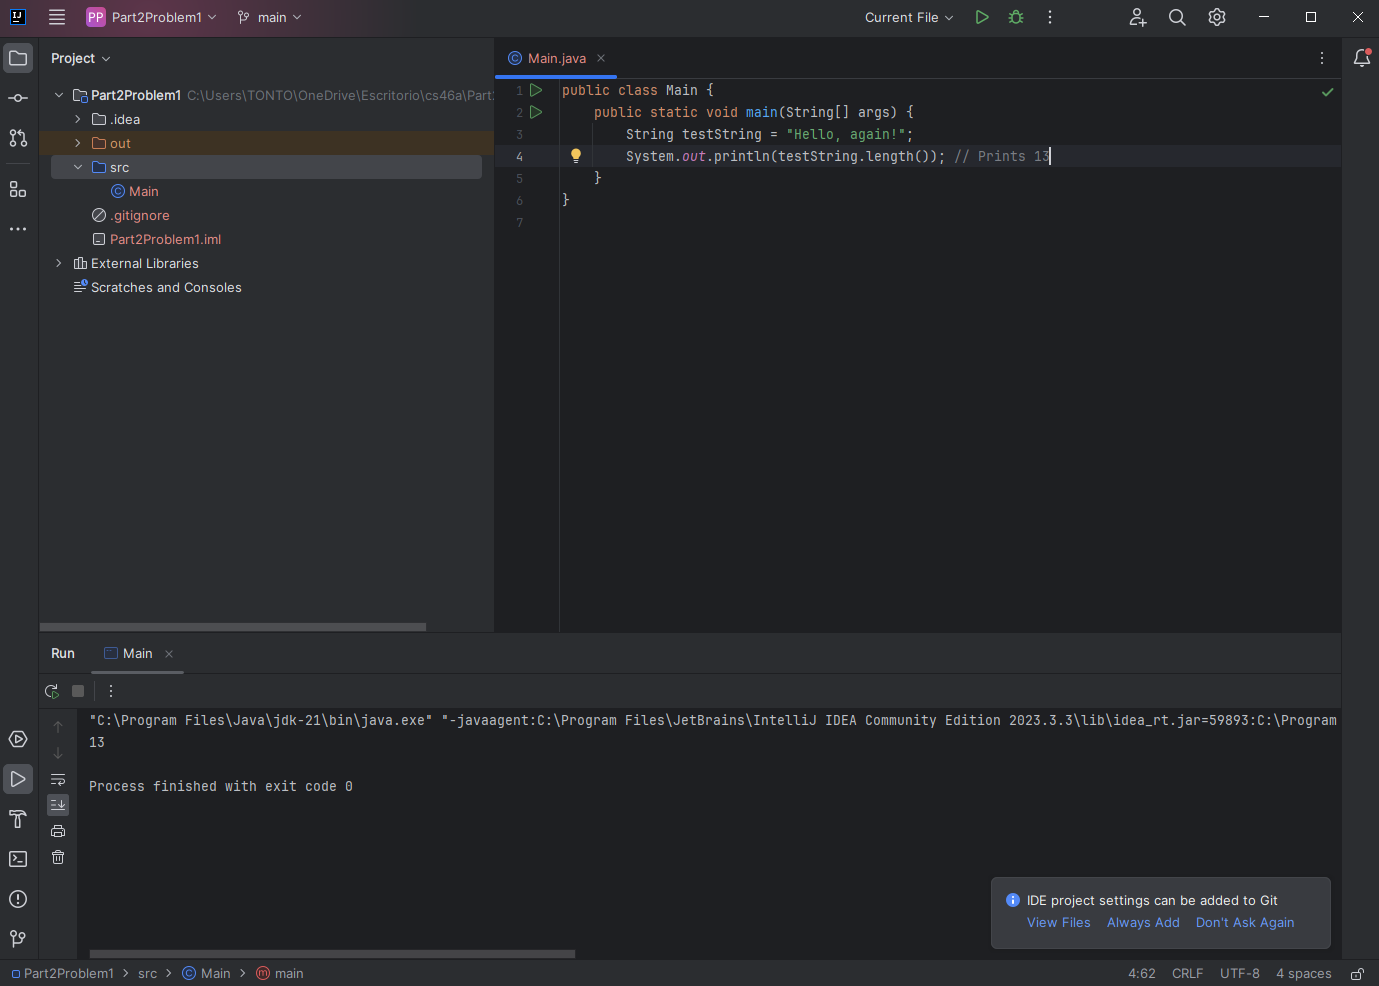 PP Part2Problem1 main Current File
Project
Main.java
Part2Problem1 C:\Users\TONTO\OneDrive\Escritorio\cs46a\Part2
.idea
out
src
Main
.gitignore
Part2Problem1.iml
External Libraries
Scratches and Consoles
1 public class Main {
2 public static void main(String[] args) {
3 String testString = "Hello, again!";
4 System.out.println(testString.length()); // Prints 13
5 }
6 }
7
Run Main
"C:\Program Files\Java\jdk-21\bin\java.exe" "-javaagent:C:\Program Files\JetBrains\IntelliJ IDEA Community Edition 2023.3.3\lib\idea_rt.jar=59893:C:\Program
13
Process finished with exit code 0
IDE project settings can be added to Git
View Files Always Add Don't Ask Again
Part2Problem1 src Main main 4:62 CRLF UTF-8 4 spaces